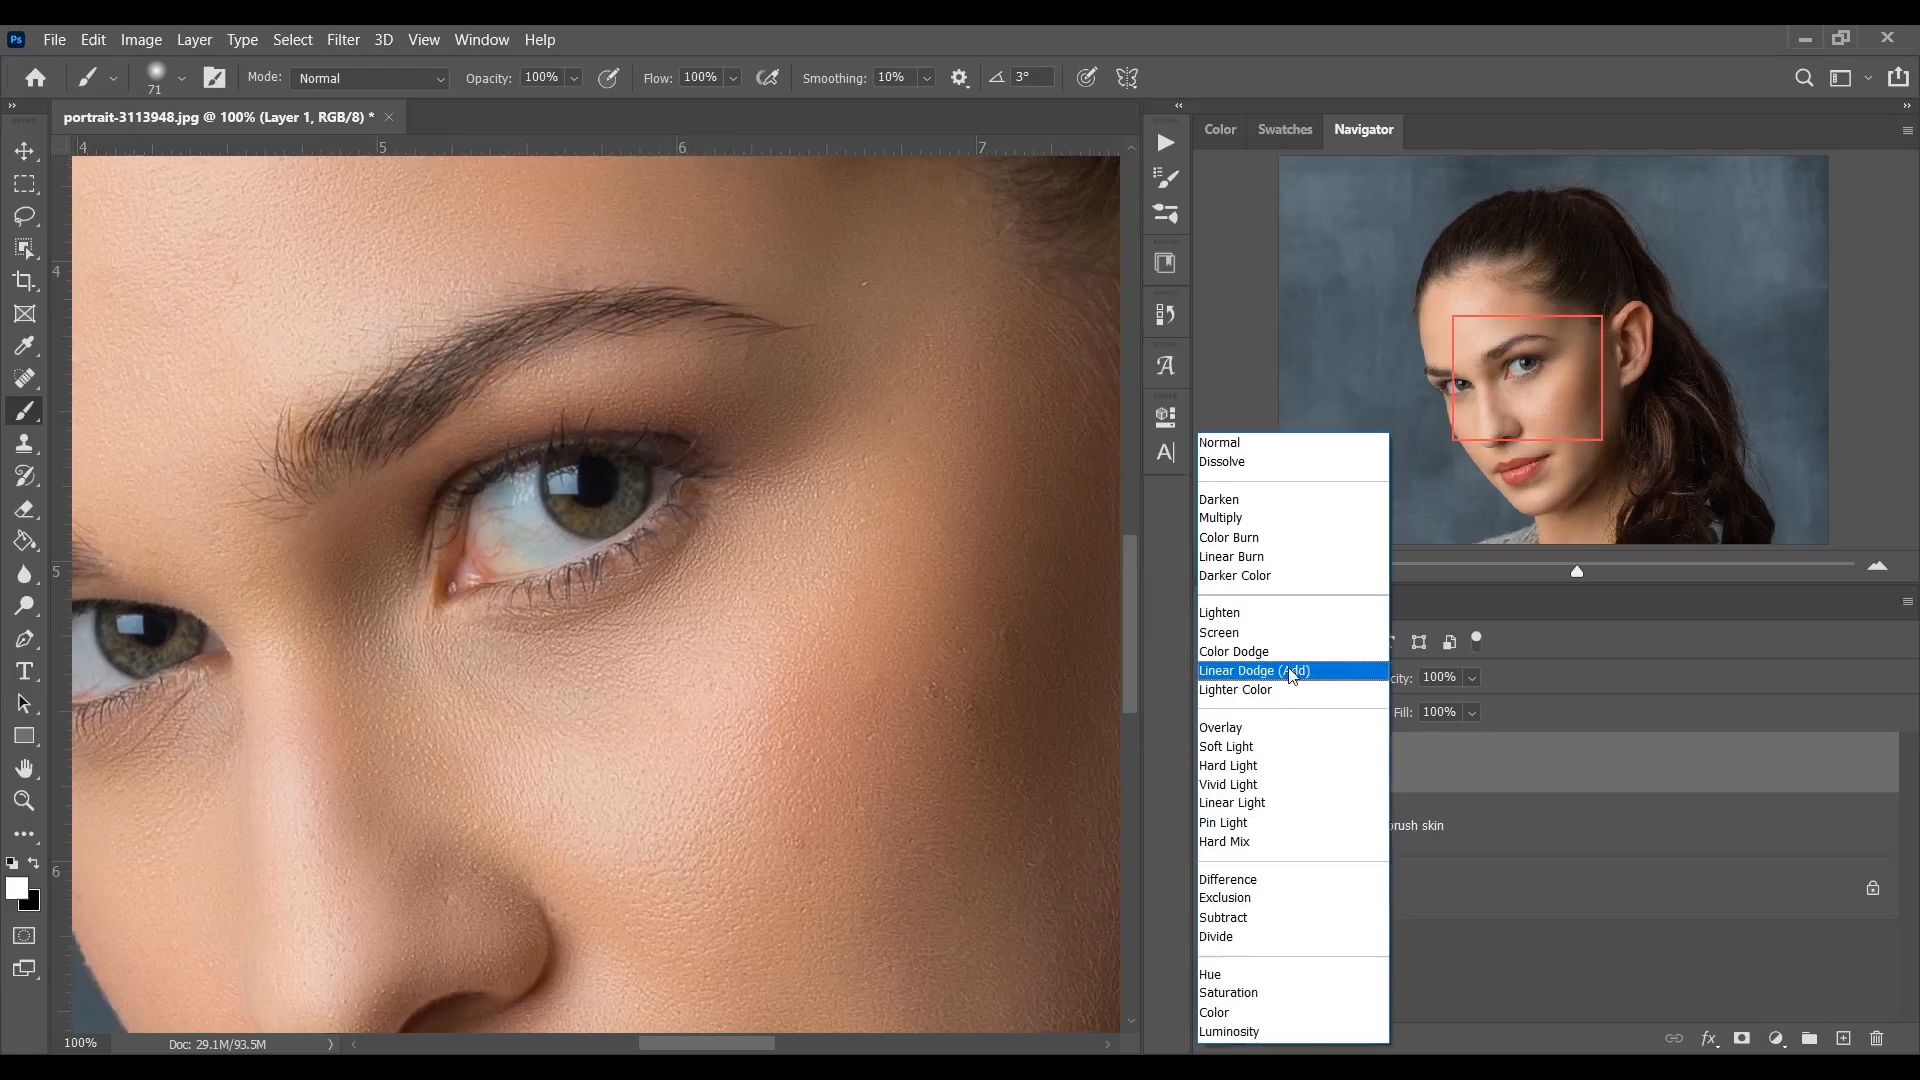 Ps File Edit Image Layer Type Select Filter 3D View Window Help
71 Mode: Normal Opacity: 100% Flow: 100% Smoothing: 10% 3°
portrait-3113948.jpg @ 100% (Layer 1, RGB/8) * ×
Color Swatches Navigator
4 5 6 7
4
5
6
Normal
Dissolve
Darken
Multiply
Color Burn
Linear Burn
Darker Color
Lighten
Screen
Color Dodge
Linear Dodge (Add)
Lighter Color
Overlay
Soft Light
Hard Light
Vivid Light
Linear Light
Pin Light
Hard Mix
Difference
Exclusion
Subtract
Divide
Hue
Saturation
Color
Luminosity
city: 100%
Fill: 100%
brush skin
fx
100% Doc: 29.1M/93.5M